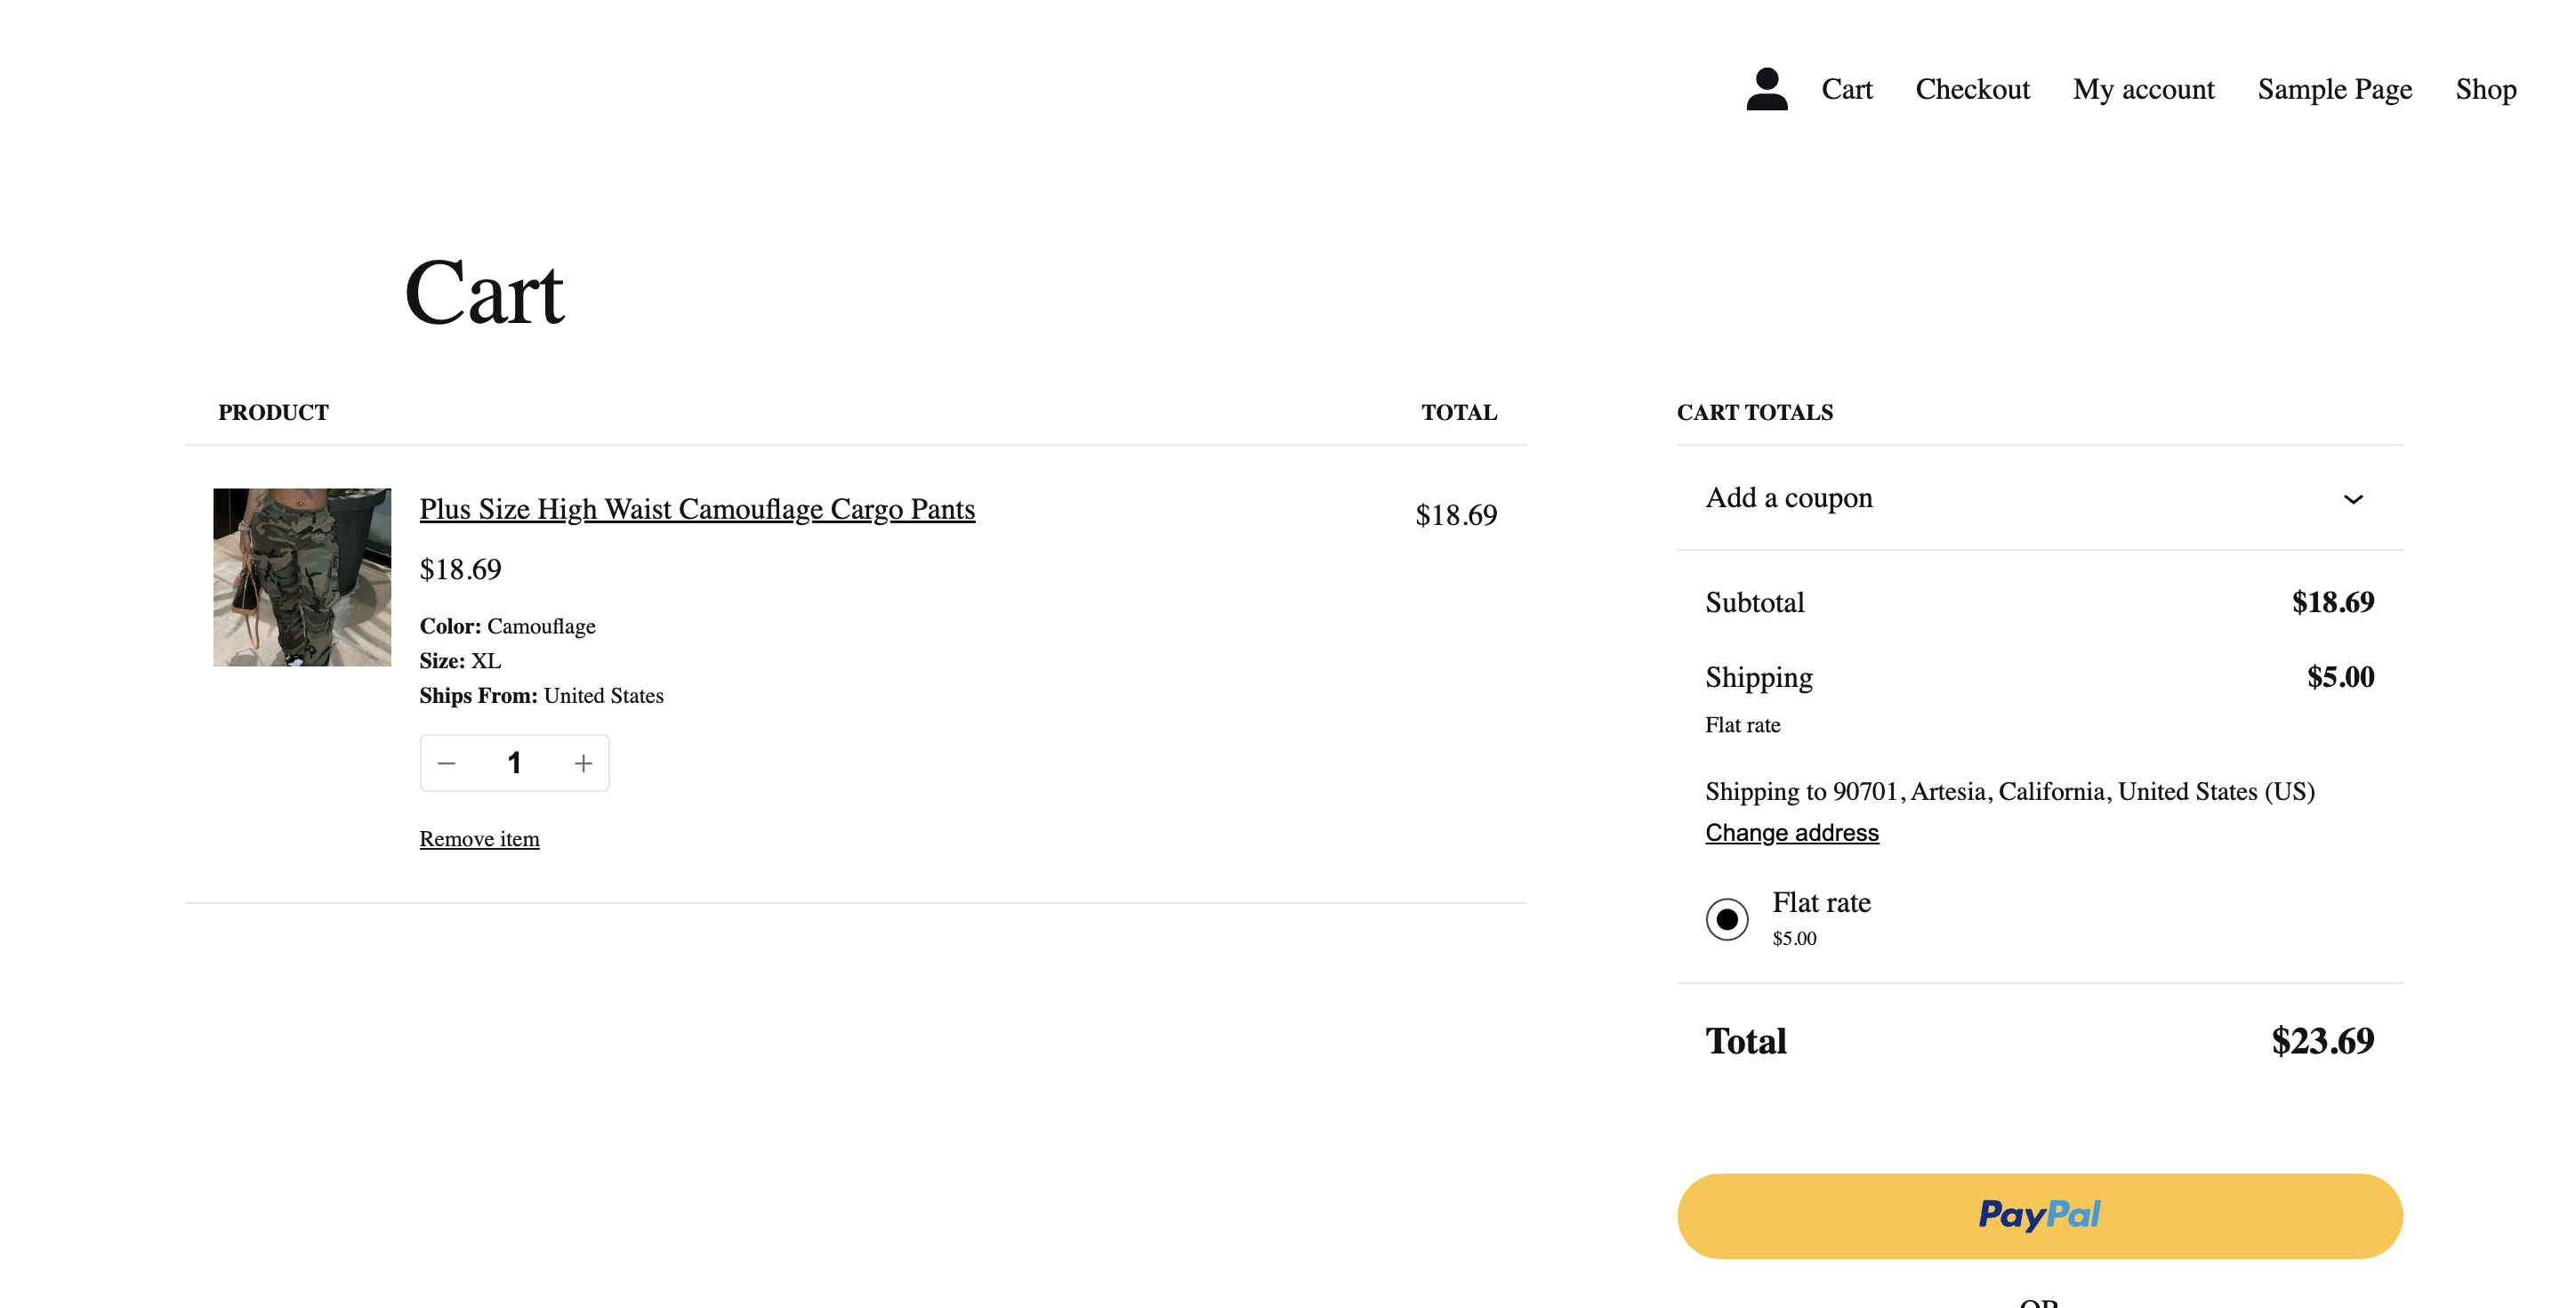 Cart Checkout My account Sample Page Shop
Cart
PRODUCT TOTAL
Plus Size High Waist Camouflage Cargo Pants $18.69
$18.69
Color: Camouflage
Size: XL
Ships From: United States
− 1 +
Remove item
CART TOTALS
Add a coupon
Subtotal $18.69
Shipping $5.00
Flat rate
Shipping to 90701, Artesia, California, United States (US)
Change address
Flat rate
$5.00
Total $23.69
PayPal
OR